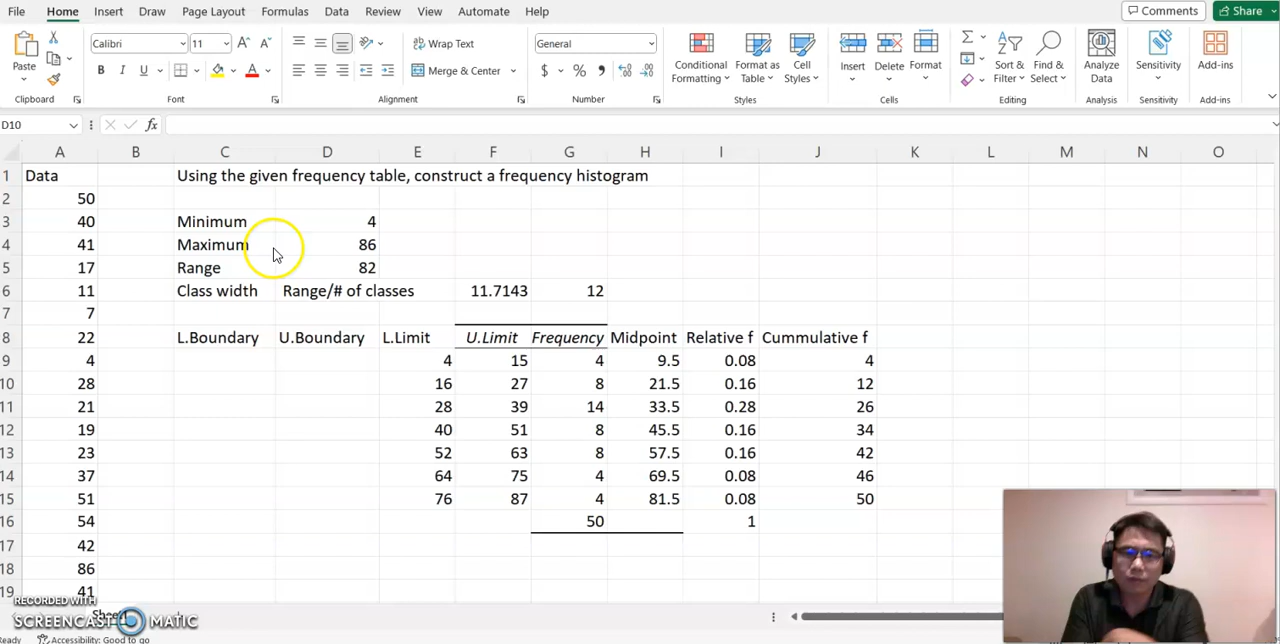 File Home Insert Draw Page Layout Formulas Data Review View Automate Help Comments Share
Calibri 11 Wrap Text General
Paste Merge & Center Conditional Formatting Format as Table Cell Styles Insert Delete Format Sort & Filter Find & Select Analyze Data Sensitivity Add-ins
Clipboard Font Alignment Number Styles Cells Editing Analysis Sensitivity Add-ins
D10 fx
A B C D E F G H I J K L M N O
1 Data Using the given frequency table, construct a frequency histogram
2 50
3 40 Minimum 4
4 41 Maximum 86
5 17 Range 82
6 11 Class width Range/# of classes 11.7143 12
7 7
8 22 L.Boundary U.Boundary L.Limit U.Limit Frequency Midpoint Relative f Cummulative f
9 4 4 15 4 9.5 0.08 4
10 28 16 27 8 21.5 0.16 12
11 21 28 39 14 33.5 0.28 26
12 19 40 51 8 45.5 0.16 34
13 23 52 63 8 57.5 0.16 42
14 37 64 75 4 69.5 0.08 46
15 51 76 87 4 81.5 0.08 50
16 54 50 1
17 42
18 86
19 41
RECORDED WITH
SCREENCAST MATIC
Ready Accessibility: Good to go